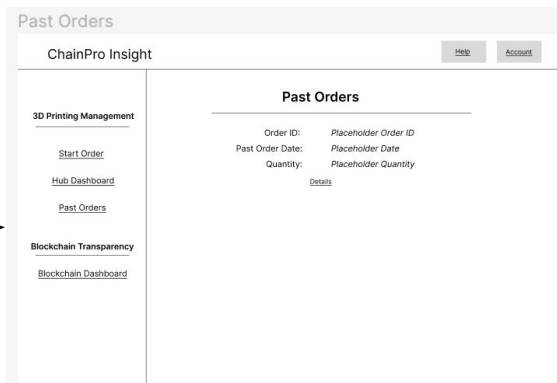 Past Orders
ChainPro Insight
Help
Account
3D Printing Management
Start Order
Hub Dashboard
Past Orders
Blockchain Transparency
Blockchain Dashboard
Past Orders
Order ID: Placeholder Order ID
Past Order Date: Placeholder Date
Quantity: Placeholder Quantity
Details